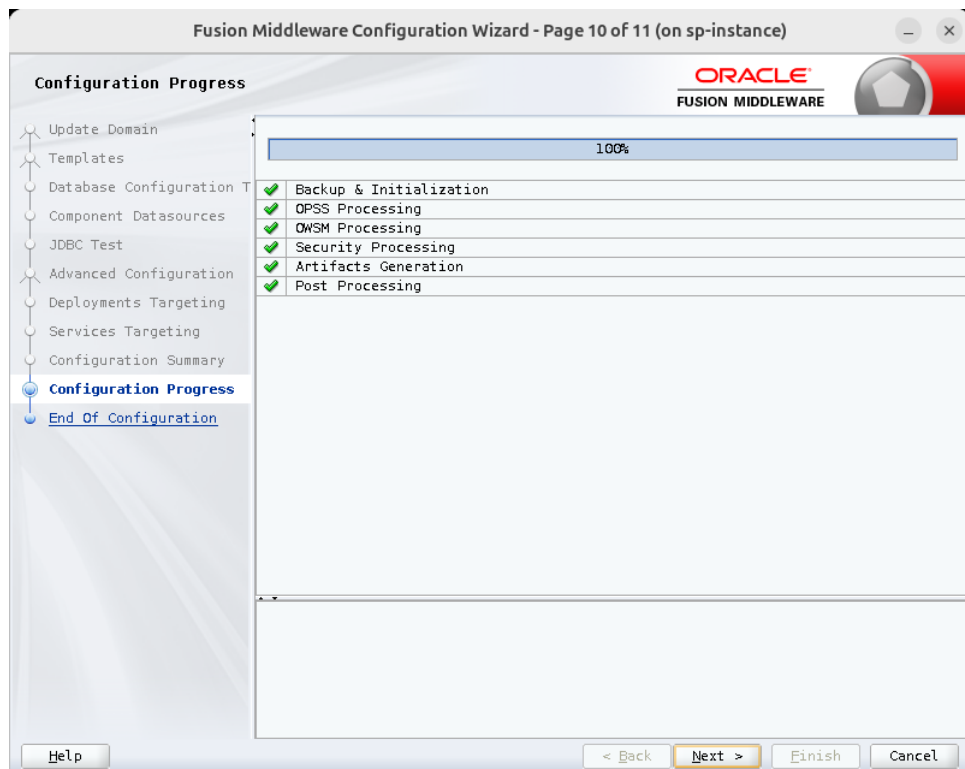 Fusion Middleware Configuration Wizard - Page 10 of 11 (on sp-instance)
Configuration Progress
ORACLE
FUSION MIDDLEWARE
Update Domain
Templates
Database Configuration T
Component Datasources
JDBC Test
Advanced Configuration
Deployments Targeting
Services Targeting
Configuration Summary
Configuration Progress
End Of Configuration
100%
Backup & Initialization
OPSS Processing
OWSM Processing
Security Processing
Artifacts Generation
Post Processing
Help
< Back
Next >
Finish
Cancel